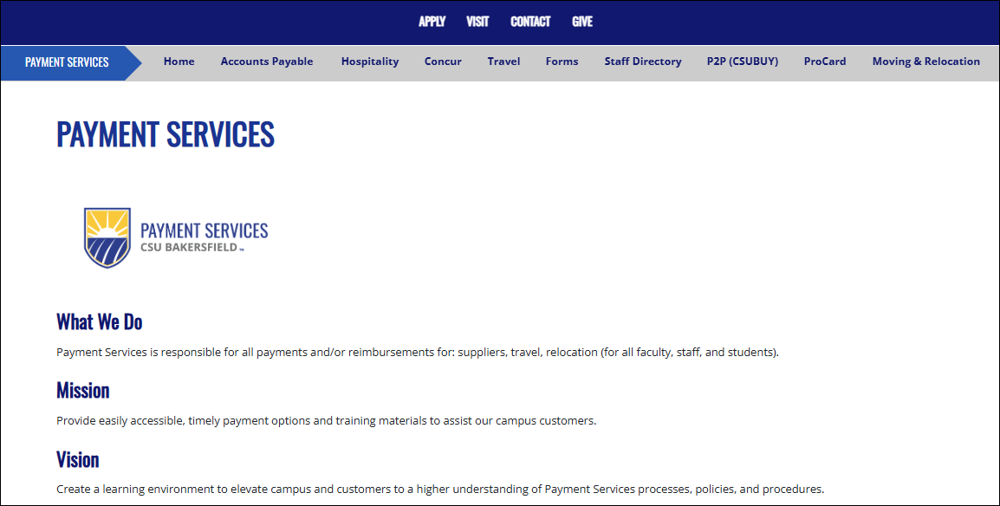 APPLY VISIT CONTACT GIVE
PAYMENT SERVICES Home Accounts Payable Hospitality Concur Travel Forms Staff Directory P2P (CSUBUY) ProCard Moving & Relocation
PAYMENT SERVICES
PAYMENT SERVICES
CSU BAKERSFIELD™
What We Do
Payment Services is responsible for all payments and/or reimbursements for: suppliers, travel, relocation (for all faculty, staff, and students).
Mission
Provide easily accessible, timely payment options and training materials to assist our campus customers.
Vision
Create a learning environment to elevate campus and customers to a higher understanding of Payment Services processes, policies, and procedures.